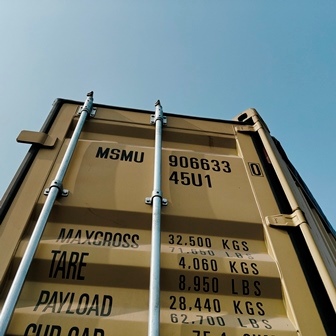 MSMU 906633 0
45U1
MAXGROSS 32.500 KGS
LBS
TARE 4.060 KGS
8.950 LBS
PAYLOAD 28.440 KGS
62.700 LBS